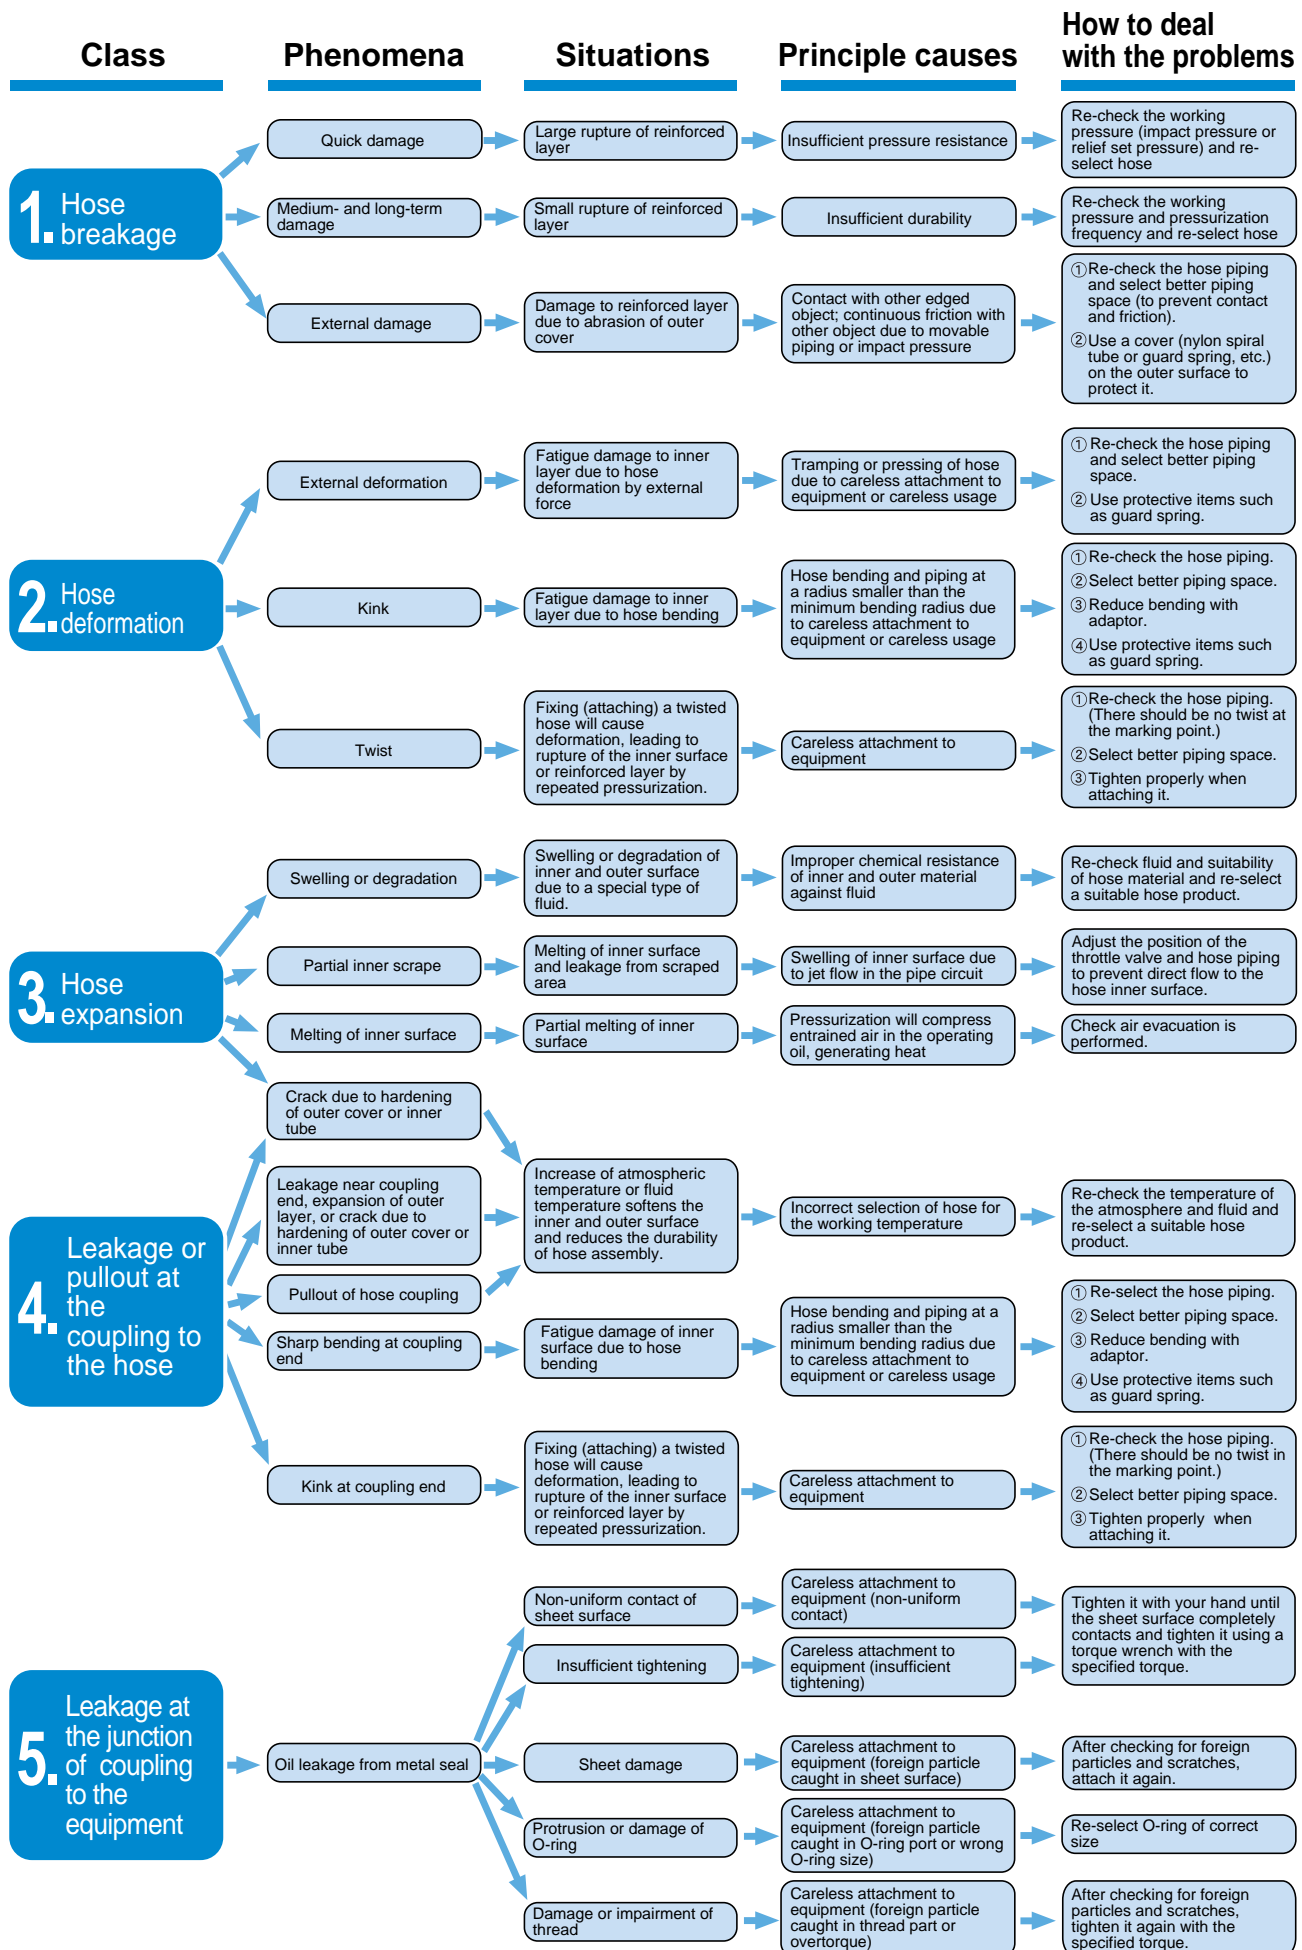 Class
Phenomena
Situations
Principle causes
How to deal
with the problems
1. Hose
breakage
Quick damage
Large rupture of reinforced
layer
Insufficient pressure resistance
Re-check the working
pressure (impact pressure or
relief set pressure) and re-
select hose
Medium- and long-term
damage
Small rupture of reinforced
layer
Insufficient durability
Re-check the working
pressure and pressurization
frequency and re-select hose
External damage
Damage to reinforced layer
due to abrasion of outer
cover
Contact with other edged
object; continuous friction with
other object due to movable
piping or impact pressure
①Re-check the hose piping
and select better piping
space (to prevent contact
and friction).
②Use a cover (nylon spiral
tube or guard spring, etc.)
on the outer surface to
protect it.
2. Hose
deformation
External deformation
Fatigue damage to inner
layer due to hose
deformation by external
force
Tramping or pressing of hose
due to careless attachment to
equipment or careless usage
① Re-check the hose piping
and select better piping
space.
② Use protective items such
as guard spring.
Kink
Fatigue damage to inner
layer due to hose bending
Hose bending and piping at
a radius smaller than the
minimum bending radius due
to careless attachment to
equipment or careless usage
①Re-check the hose piping.
②Select better piping space.
③Reduce bending with
adaptor.
④Use protective items such
as guard spring.
Twist
Fixing (attaching) a twisted
hose will cause
deformation, leading to
rupture of the inner surface
or reinforced layer by
repeated pressurization.
Careless attachment to
equipment
①Re-check the hose piping.
(There should be no twist at
the marking point.)
②Select better piping space.
③Tighten properly when
attaching it.
3. Hose
expansion
Swelling or degradation
Swelling or degradation of
inner and outer surface
due to a special type of
fluid.
Improper chemical resistance
of inner and outer material
against fluid
Re-check fluid and suitability
of hose material and re-select
a suitable hose product.
Partial inner scrape
Melting of inner surface
and leakage from scraped
area
Swelling of inner surface due
to jet flow in the pipe circuit
Adjust the position of the
throttle valve and hose piping
to prevent direct flow to the
hose inner surface.
Melting of inner surface
Partial melting of inner
surface
Pressurization will compress
entrained air in the operating
oil, generating heat
Check air evacuation is
performed.
Crack due to hardening
of outer cover or inner
tube
4. Leakage or
pullout at
the
coupling to
the hose
Leakage near coupling
end, expansion of outer
layer, or crack due to
hardening of outer cover or
inner tube
Pullout of hose coupling
Increase of atmospheric
temperature or fluid
temperature softens the
inner and outer surface
and reduces the durability
of hose assembly.
Incorrect selection of hose for
the working temperature
Re-check the temperature of
the atmosphere and fluid and
re-select a suitable hose
product.
Sharp bending at coupling
end
Fatigue damage of inner
surface due to hose
bending
Hose bending and piping at a
radius smaller than the
minimum bending radius due
to careless attachment to
equipment or careless usage
① Re-select the hose piping.
② Select better piping space.
③ Reduce bending with
adaptor.
④ Use protective items such
as guard spring.
Kink at coupling end
Fixing (attaching) a twisted
hose will cause
deformation, leading to
rupture of the inner surface
or reinforced layer by
repeated pressurization.
Careless attachment to
equipment
①Re-check the hose piping.
(There should be no twist in
the marking point.)
②Select better piping space.
③Tighten properly when
attaching it.
5. Leakage at
the junction
of coupling
to the
equipment
Oil leakage from metal seal
Non-uniform contact of
sheet surface
Careless attachment to
equipment (non-uniform
contact)
Tighten it with your hand until
the sheet surface completely
contacts and tighten it using a
torque wrench with the
specified torque.
Insufficient tightening
Careless attachment to
equipment (insufficient
tightening)
Sheet damage
Careless attachment to
equipment (foreign particle
caught in sheet surface)
After checking for foreign
particles and scratches,
attach it again.
Protrusion or damage of
O-ring
Careless attachment to
equipment (foreign particle
caught in O-ring port or wrong
O-ring size)
Re-select O-ring of correct
size
Damage or impairment of
thread
Careless attachment to
equipment (foreign particle
caught in thread part or
overtorque)
After checking for foreign
particles and scratches,
tighten it again with the
specified torque.